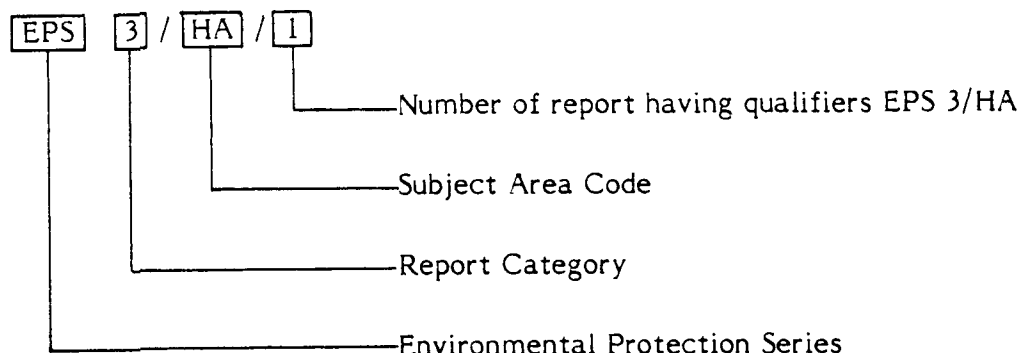 EPS 3 / HA / 1
Number of report having qualifiers EPS 3/HA
Subject Area Code
Report Category
Environmental Protection Series